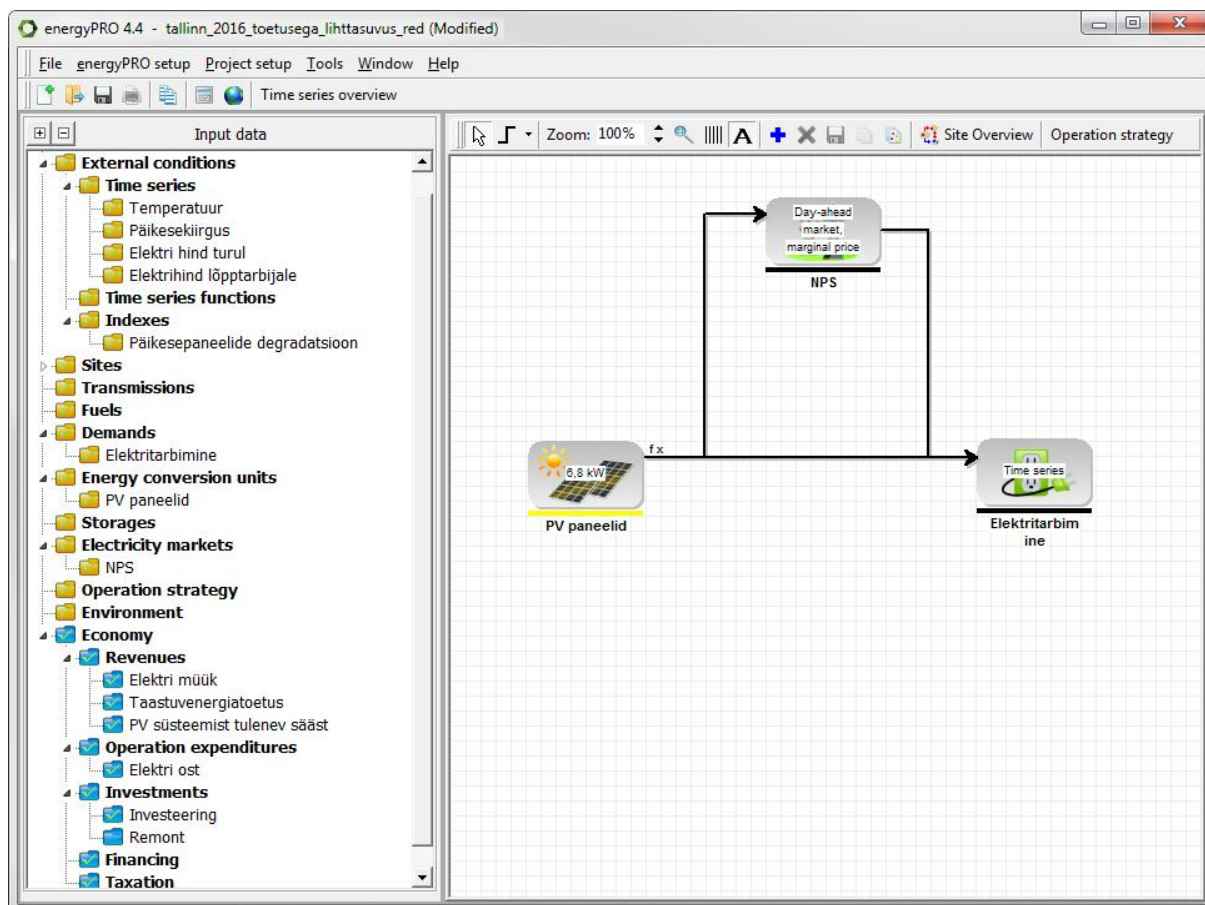 energyPRO 4.4 - tallinn_2016_toetusega_lihttasuvus_red (Modified)
File energyPRO setup Project setup Tools Window Help
Time series overview
Input data
External conditions
Time series
Temperatuur
Päikesekiirgus
Elektri hind turul
Elektrihind lõpptarbijale
Time series functions
Indexes
Päikesepaneelide degradatsioon
Sites
Transmissions
Fuels
Demands
Elektritarbimine
Energy conversion units
PV paneelid
Storages
Electricity markets
NPS
Operation strategy
Environment
Economy
Revenues
Elektri müük
Taastuvenergiatoetus
PV süsteemist tulenev sääst
Operation expenditures
Elektri ost
Investments
Investeering
Remont
Financing
Taxation
Zoom: 100% A Site Overview Operation strategy
Day-ahead
market,
marginal price
NPS
f x
6,8 kW
PV paneelid
Time series
Elektritarbim
ine